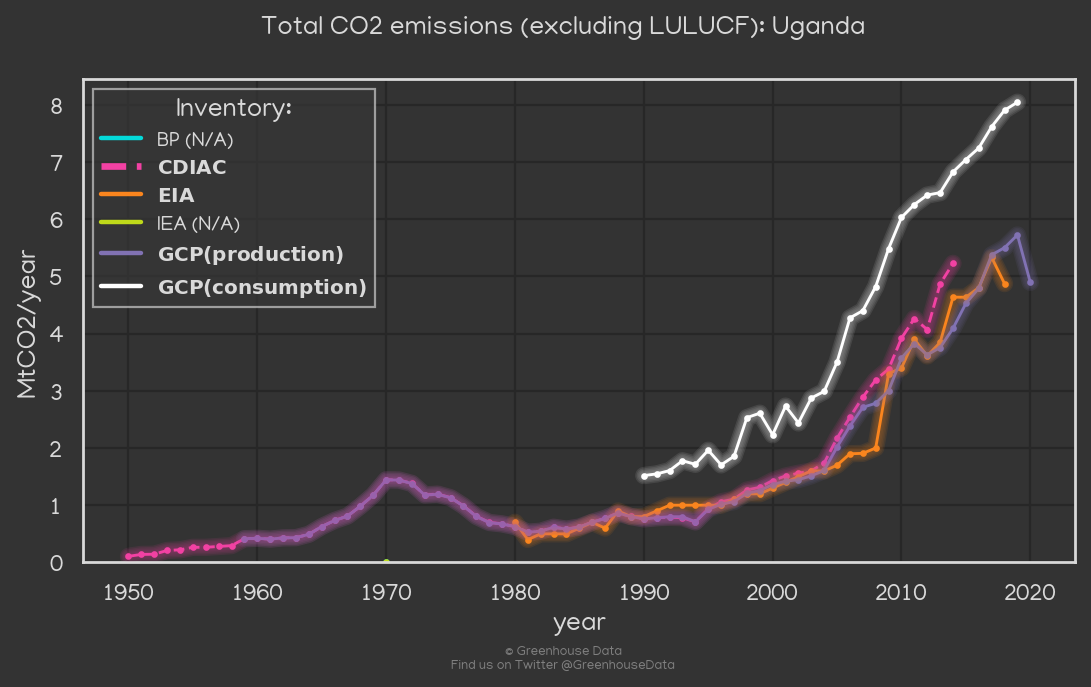 Total CO2 emissions (excluding LULUCF): Uganda
Inventory:
BP (N/A)
CDIAC
EIA
IEA (N/A)
GCP(production)
GCP(consumption)
MtCO2/year
8
7
6
5
4
3
2
1
0
1950 1960 1970 1980 1990 2000 2010 2020
year
© Greenhouse Data
Find us on Twitter @GreenhouseData